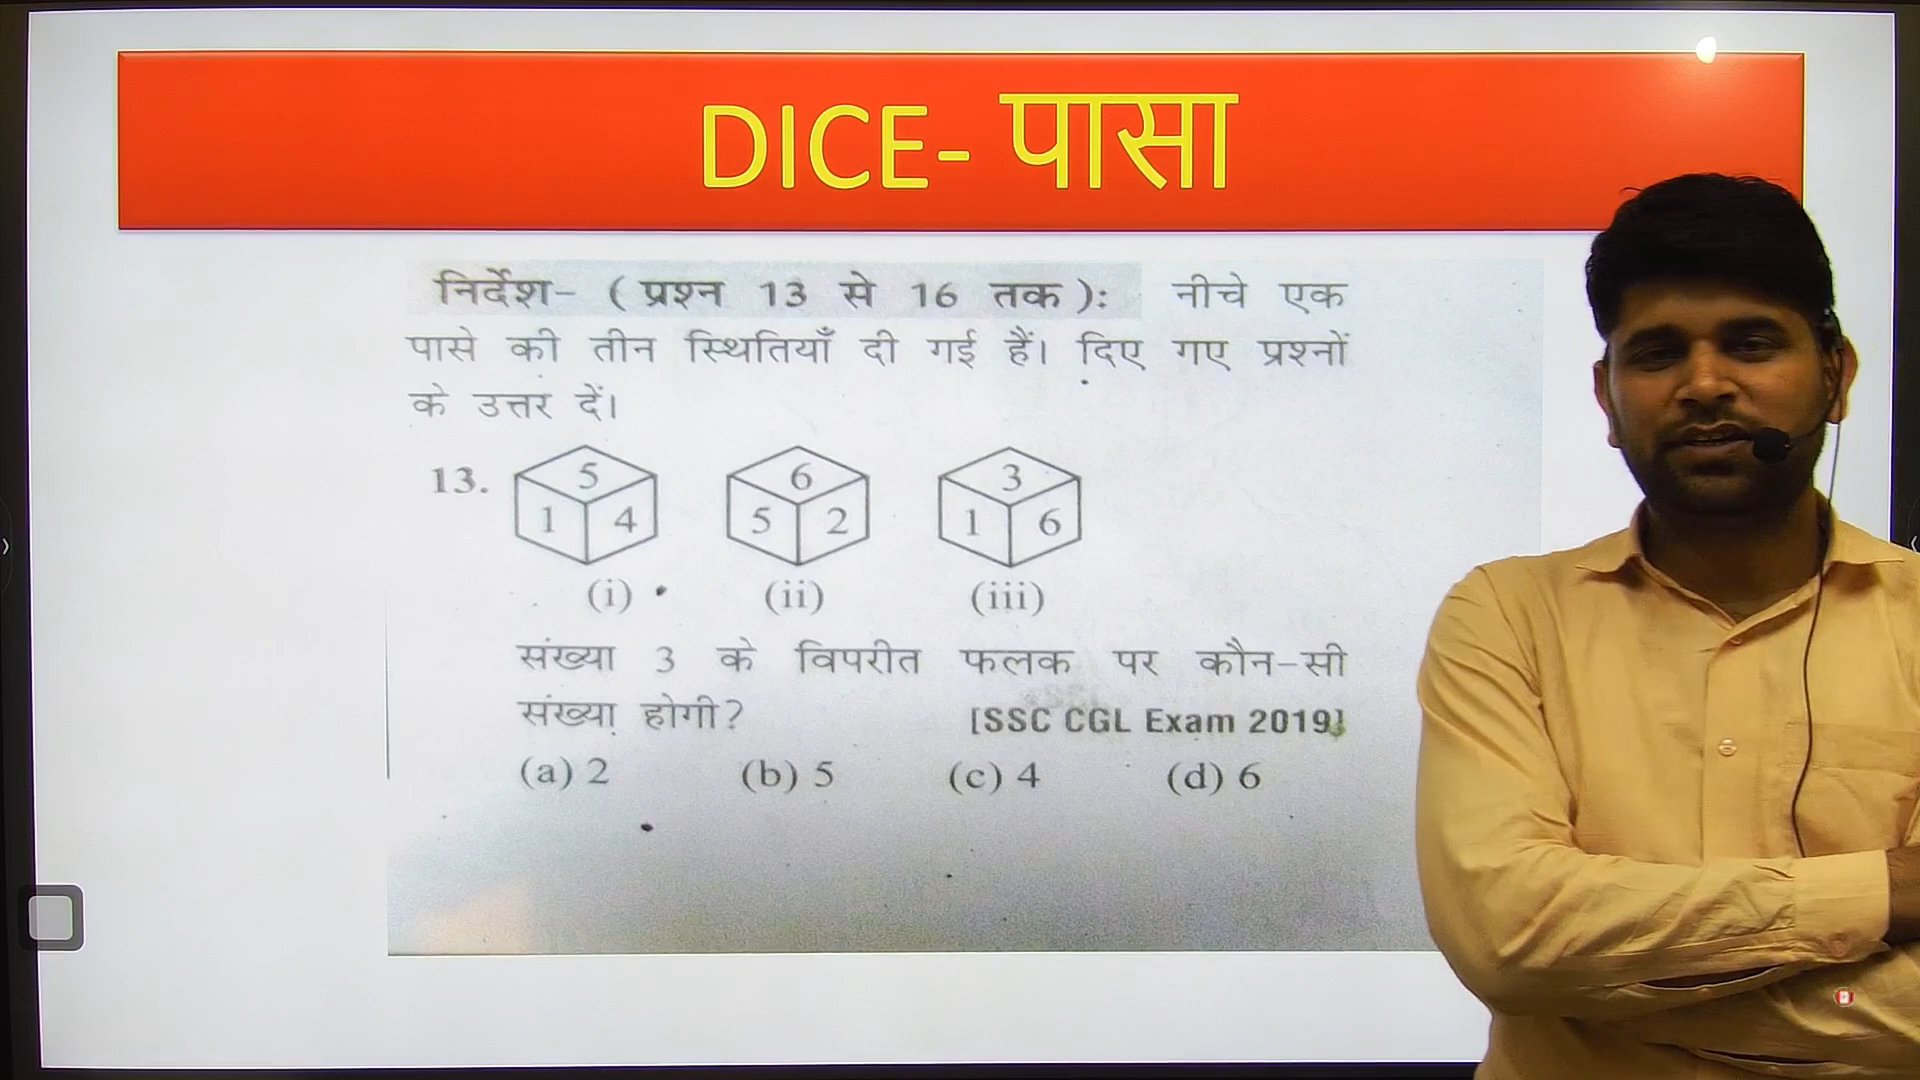 DICE- पासा
निर्देश- ( प्रश्न 13 से 16 तक ): नीचे एक
पासे की तीन स्थितियाँ दी गई हैं। दिए गए प्रश्नों
के उत्तर दें।
13.
5
1 4
6
5 2
3
1 6
(i) (ii) (iii)
संख्या 3 के विपरीत फलक पर कौन-सी
संख्या होगी? [SSC CGL Exam 2019]
(a) 2 (b) 5 (c) 4 (d) 6